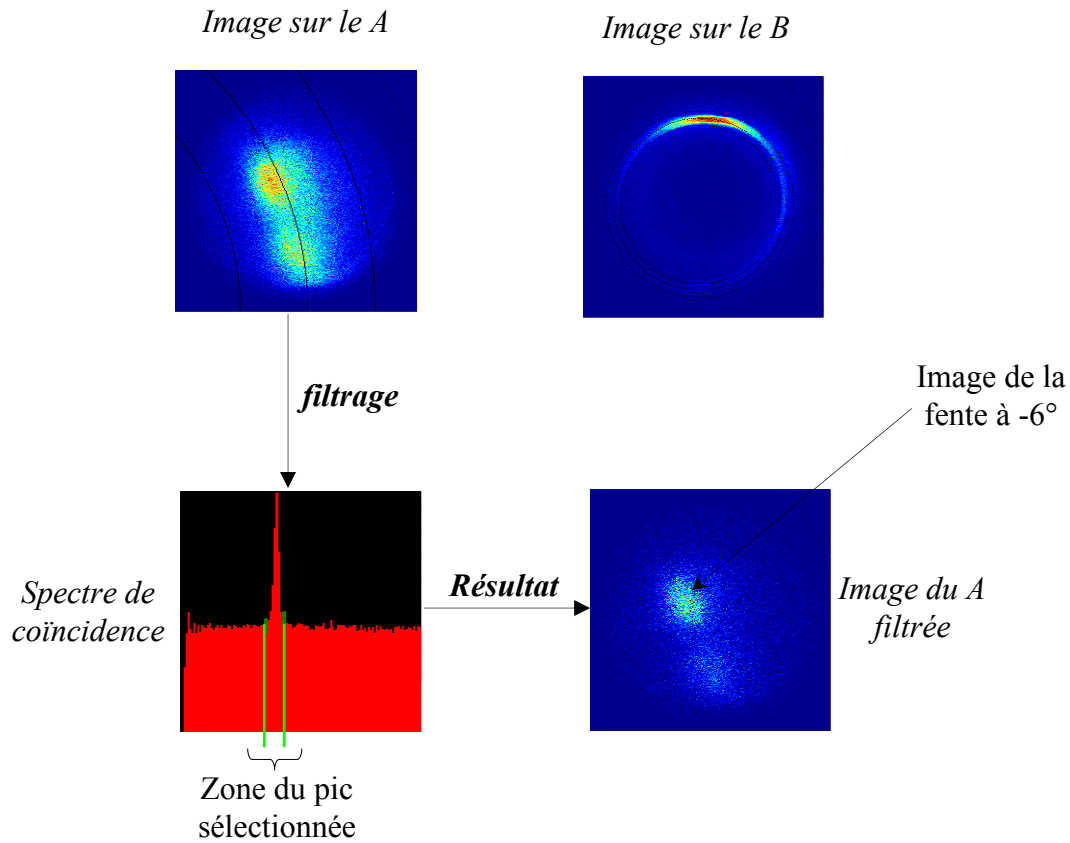 Image sur le A
Image sur le B
filtrage
Image de la
fente à -6°
Spectre de
coïncidence
Résultat
Image du A
filtrée
Zone du pic
sélectionnée